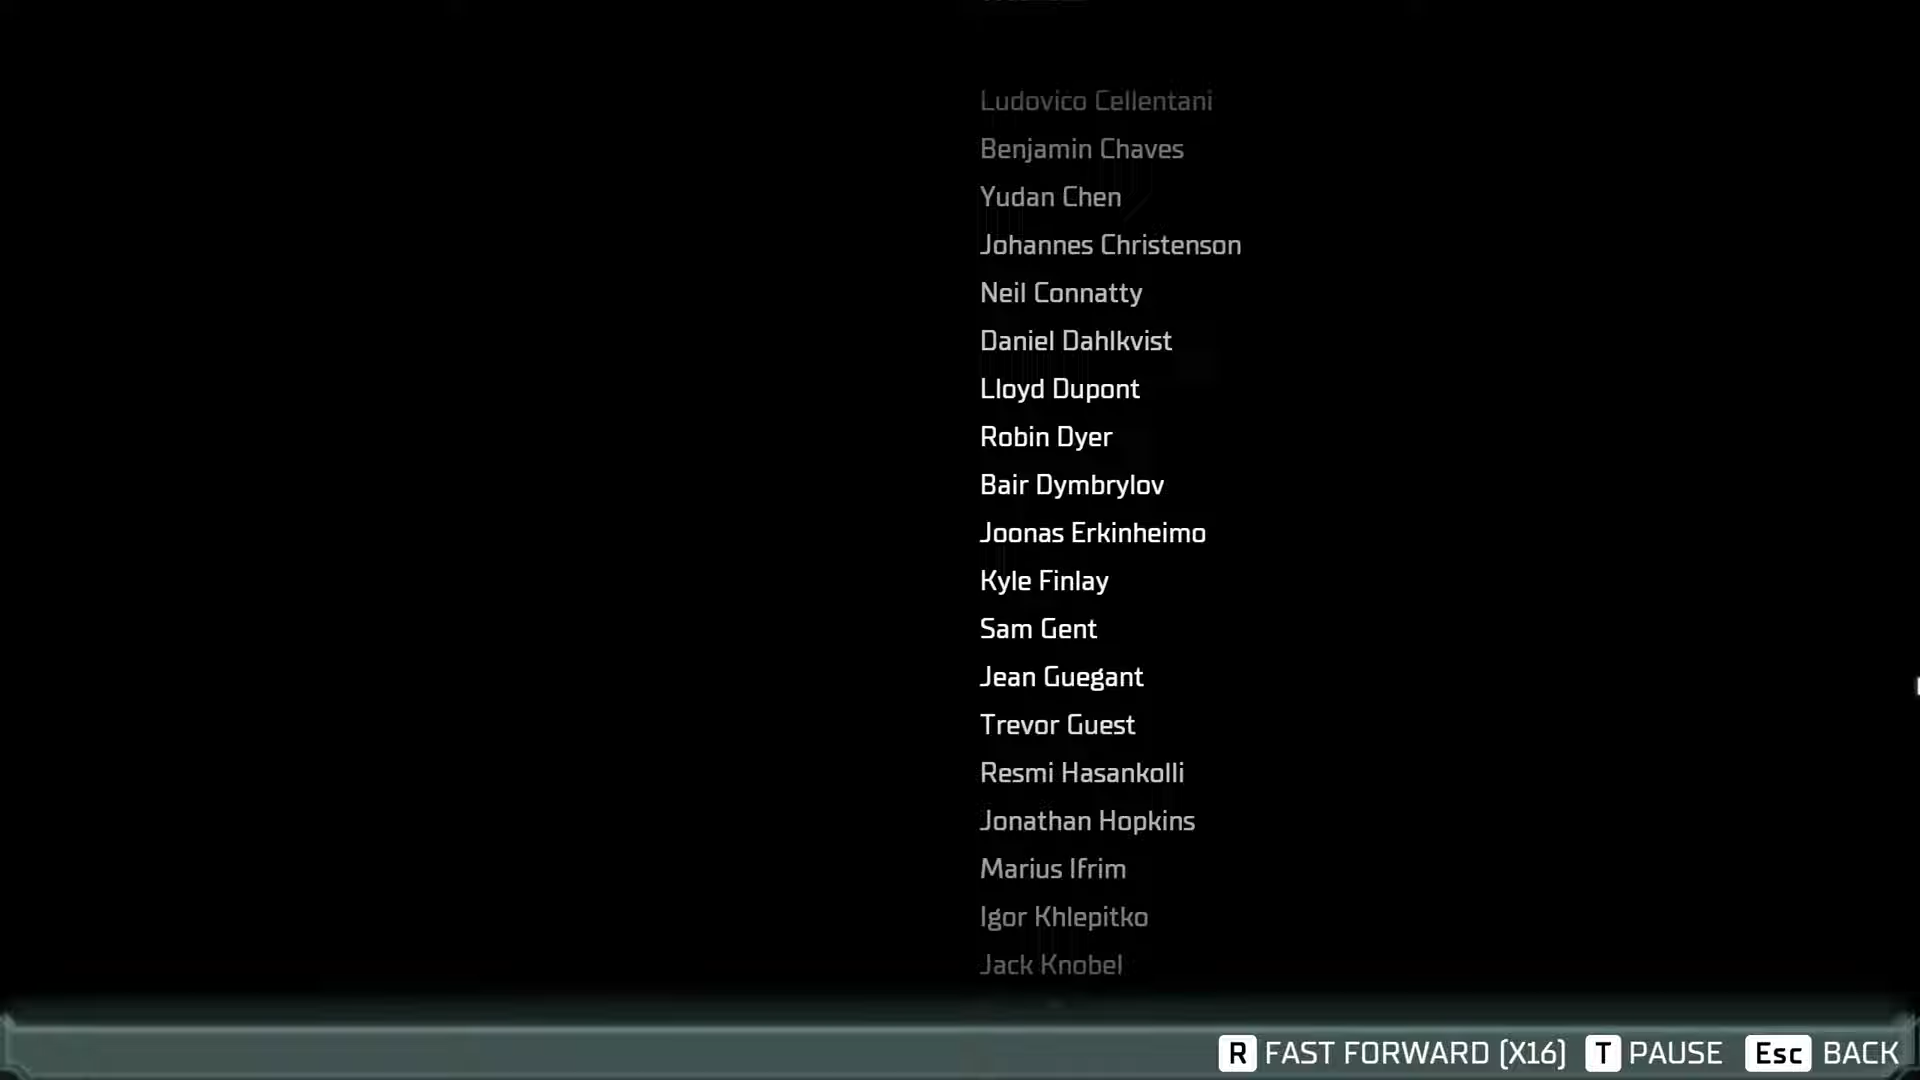 Ludovico Cellentani
Benjamin Chaves
Yudan Chen
Johannes Christenson
Neil Connatty
Daniel Dahlkvist
Lloyd Dupont
Robin Dyer
Bair Dymbrylov
Joonas Erkinheimo
Kyle Finlay
Sam Gent
Jean Guegant
Trevor Guest
Resmi Hasankolli
Jonathan Hopkins
Marius Ifrim
Igor Khlepitko
Jack Knobel
R FAST FORWARD (X16) T PAUSE Esc BACK